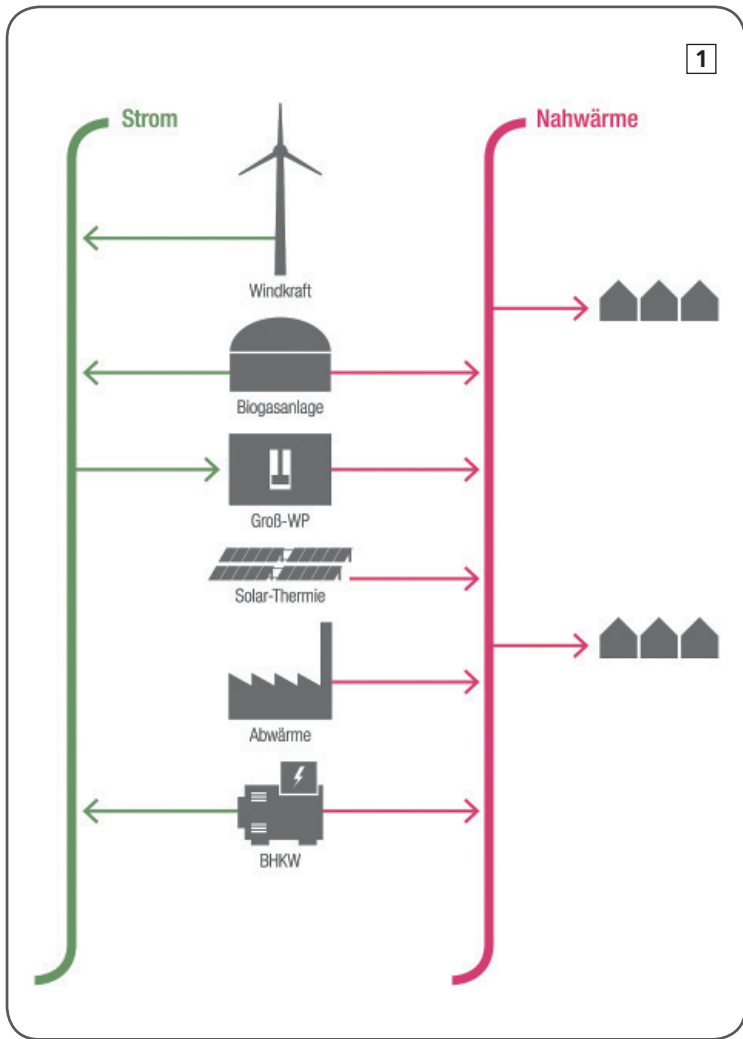 1
Strom
Nahwärme
Windkraft
Biogasanlage
Groß-WP
Solar-Thermie
Abwärme
BHKW